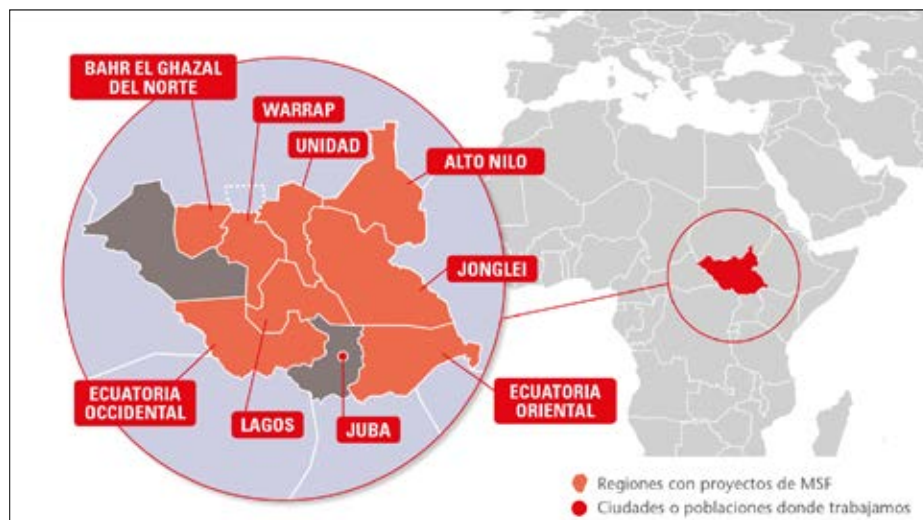 BAHR EL GHAZAL
DEL NORTE
WARRAP
UNIDAD
ALTO NILO
JONGLEI
ECUATORIA
OCCIDENTAL
LAGOS
JUBA
ECUATORIA
ORIENTAL
Regiones con proyectos de MSF
Ciudades o poblaciones donde trabajamos